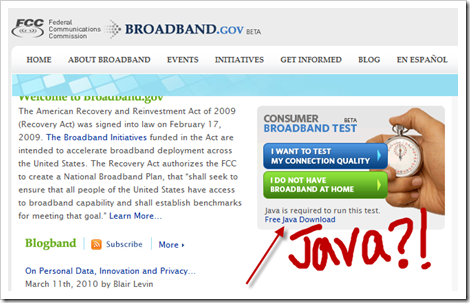 FCC Federal
Communications
Commission
BROADBAND.GOV BETA
HOME ABOUT BROADBAND EVENTS INITIATIVES GET INFORMED BLOG EN ESPAÑOL
Welcome to Broadband.gov
The American Recovery and Reinvestment Act of 2009
(Recovery Act) was signed into law on February 17,
2009. The Broadband Initiatives funded in the Act are
intended to accelerate broadband deployment across
the United States. The Recovery Act authorizes the FCC
to create a National Broadband Plan, that "shall seek to
ensure that all people of the United States have access
to broadband capability and shall establish benchmarks
for meeting that goal." Learn More...
Blogband Subscribe More
On Personal Data, Innovation and Privacy...
March 11th, 2010 by Blair Levin
CONSUMER BETA
BROADBAND TEST
I WANT TO TEST
MY CONNECTION QUALITY
I DO NOT HAVE
BROADBAND AT HOME
Java is required to run this test.
Free Java Download
Java?!